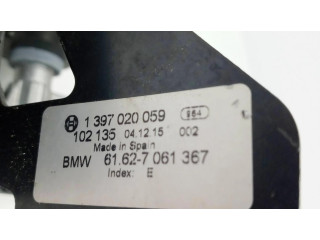 1 397 020 059 964
102 135 04.12.15 002
Made in Spain
BMW 61.62-7 061 367
Index: E